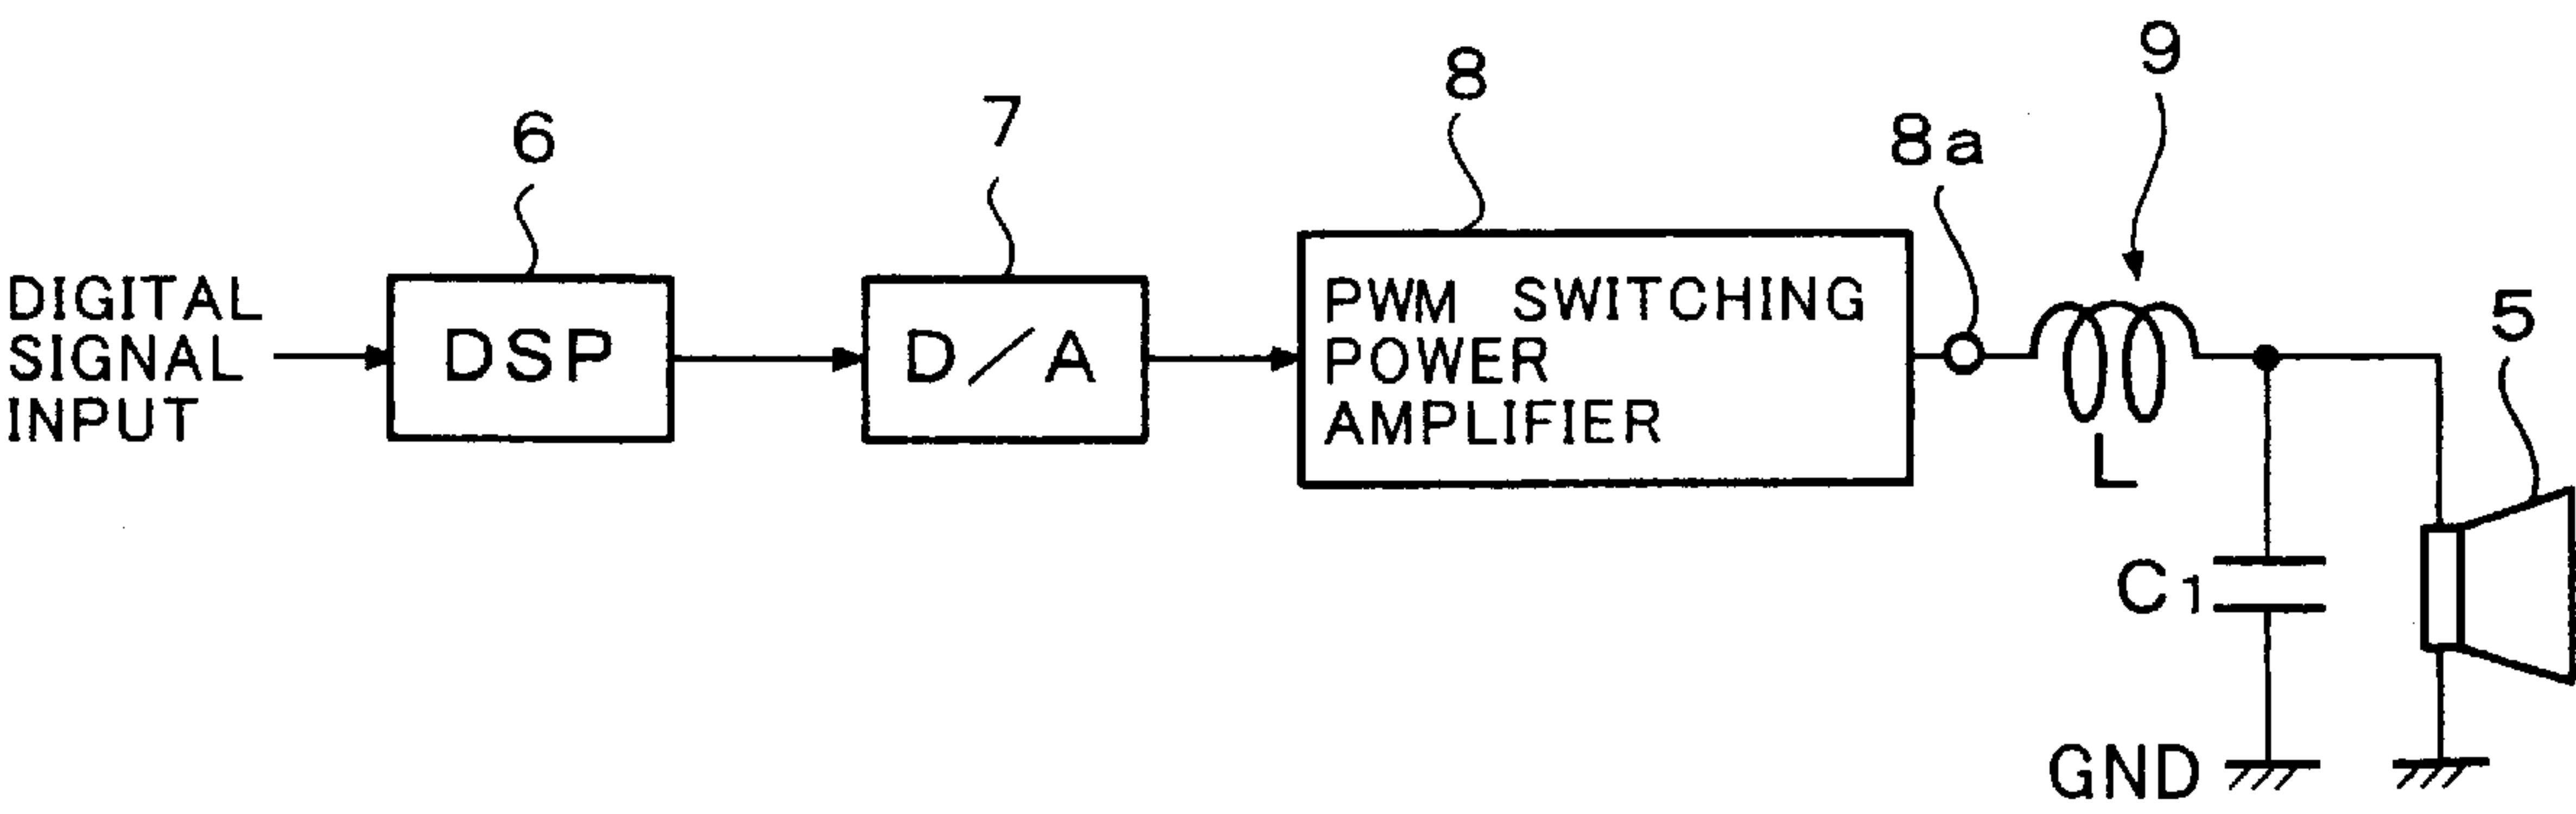 9
8
7
8a
6
DIGITAL
SIGNAL
INPUT
DSP
D/A
PWM SWITCHING
POWER
AMPLIFIER
5
L
C1
GND